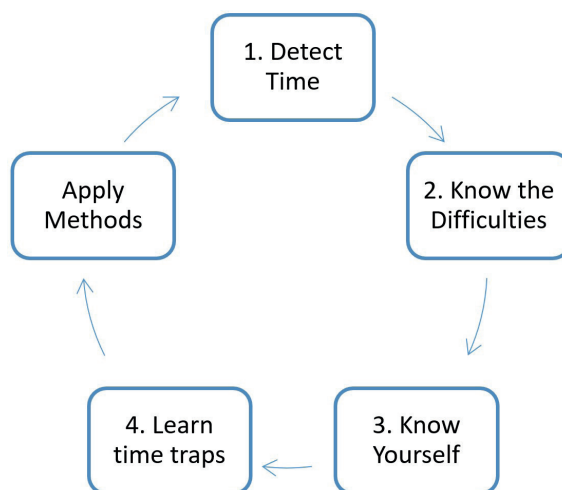 1. Detect
Time
2. Know the
Difficulties
3. Know
Yourself
4. Learn
time traps
Apply
Methods